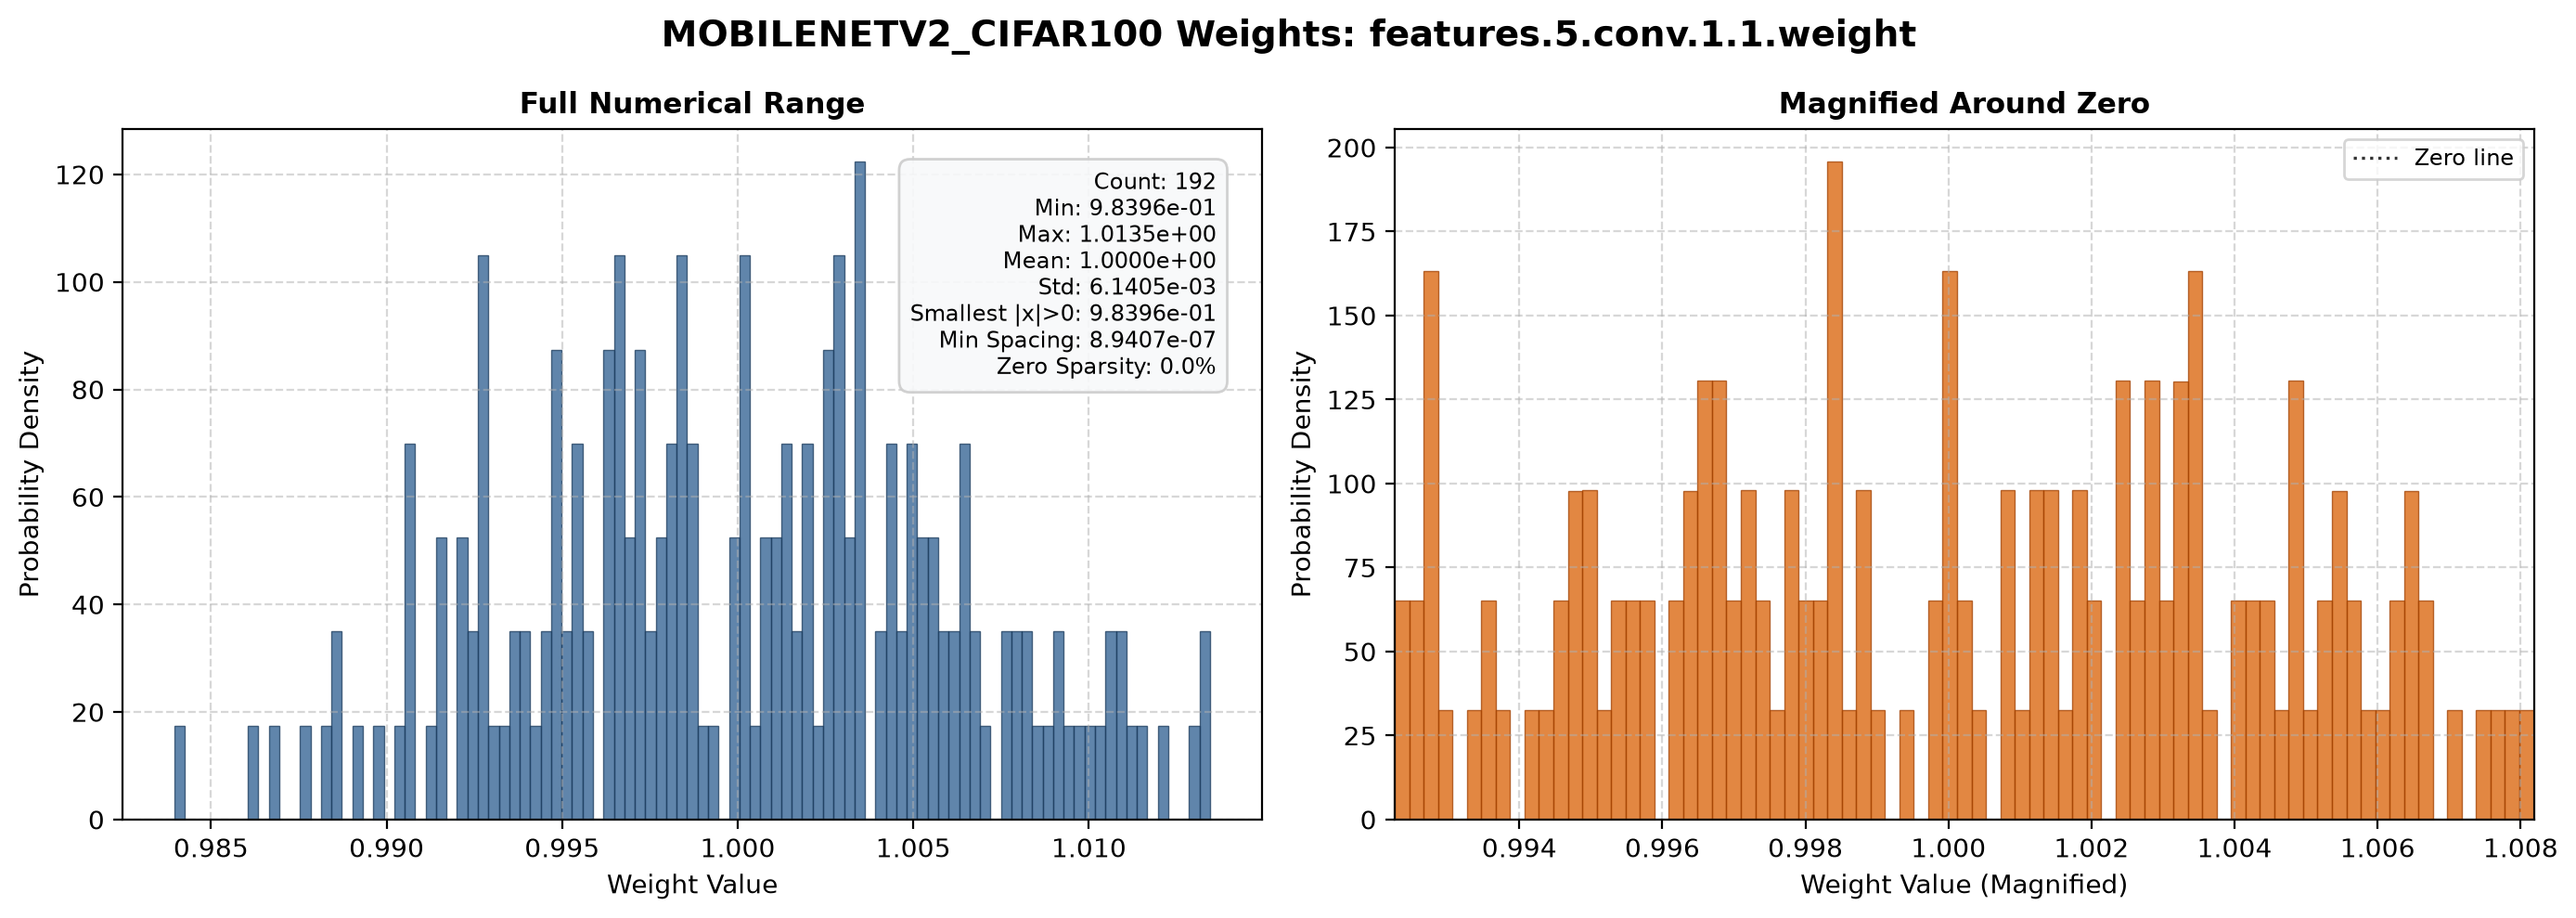 MOBILENETV2_CIFAR100 Weights: features.5.conv.1.1.weight
Full Numerical Range
120
100
80
60
40
20
0
Probability Density
Count: 192
Min: 9.8396e-01
Max: 1.0135e+00
Mean: 1.0000e+00
Std: 6.1405e-03
Smallest |x|>0: 9.8396e-01
Min Spacing: 8.9407e-07
Zero Sparsity: 0.0%
0.985 0.990 0.995 1.000 1.005 1.010
Weight Value
Magnified Around Zero
200
175
150
125
100
75
50
25
0
Probability Density
Zero line
0.994 0.996 0.998 1.000 1.002 1.004 1.006 1.008
Weight Value (Magnified)